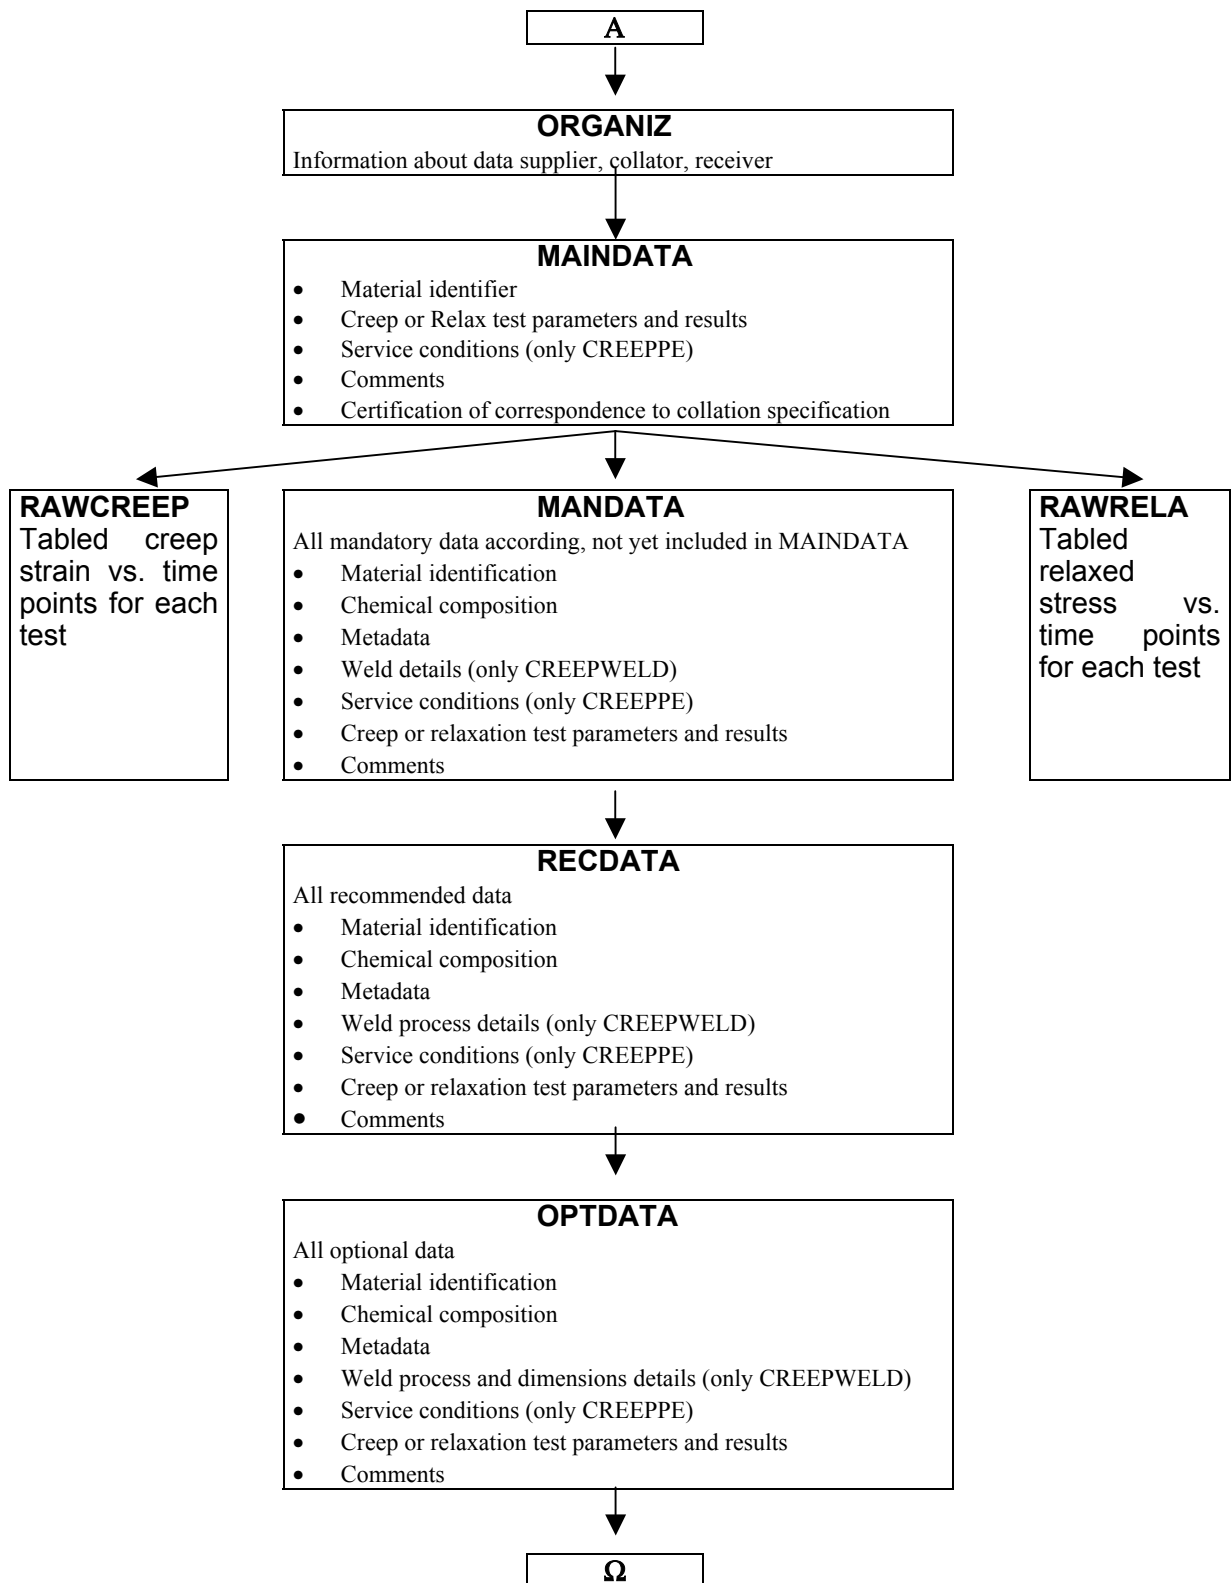 A
ORGANIZ
Information about data supplier, collator, receiver
MAINDATA
• Material identifier
• Creep or Relax test parameters and results
• Service conditions (only CREEPPE)
• Comments
• Certification of correspondence to collation specification
RAWCREEP
Tabled creep
strain vs. time
points for each
test
MANDATA
All mandatory data according, not yet included in MAINDATA
• Material identification
• Chemical composition
• Metadata
• Weld details (only CREEPWELD)
• Service conditions (only CREEPPE)
• Creep or relaxation test parameters and results
• Comments
RAWRELA
Tabled
relaxed
stress vs.
time points
for each test
RECDATA
All recommended data
• Material identification
• Chemical composition
• Metadata
• Weld process details (only CREEPWELD)
• Service conditions (only CREEPPE)
• Creep or relaxation test parameters and results
• Comments
OPTDATA
All optional data
• Material identification
• Chemical composition
• Metadata
• Weld process and dimensions details (only CREEPWELD)
• Service conditions (only CREEPPE)
• Creep or relaxation test parameters and results
• Comments
Ω